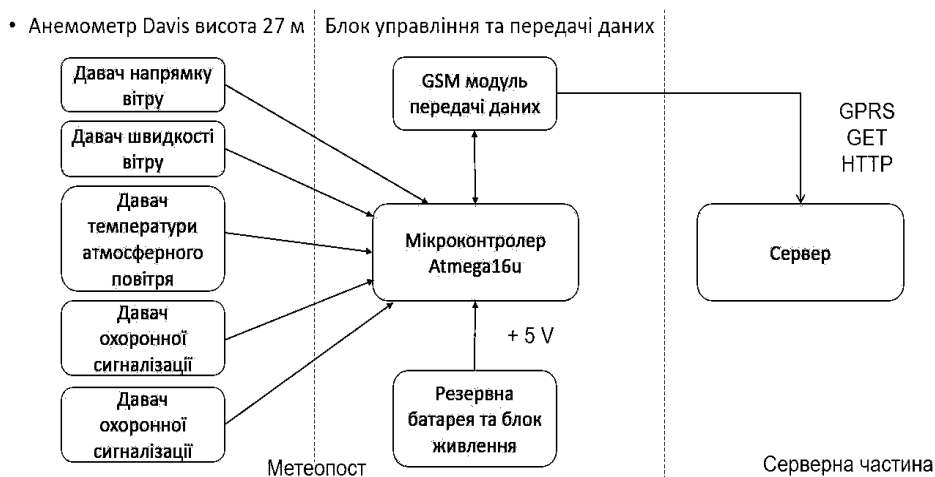 • Анемометр Davis висота 27 м
Блок управління та передачі даних
Давач напрямку
вітру
Давач швидкості
вітру
Давач
температури
атмосферного
повітря
Давач
охоронної
сигналізації
Давач
охоронної
сигналізації
GSM модуль
передачі даних
Мікроконтролер
Atmega16u
+ 5 V
Резервна
батарея та блок
живлення
GPRS
GET
HTTP
Сервер
Метеопост
Серверна частина